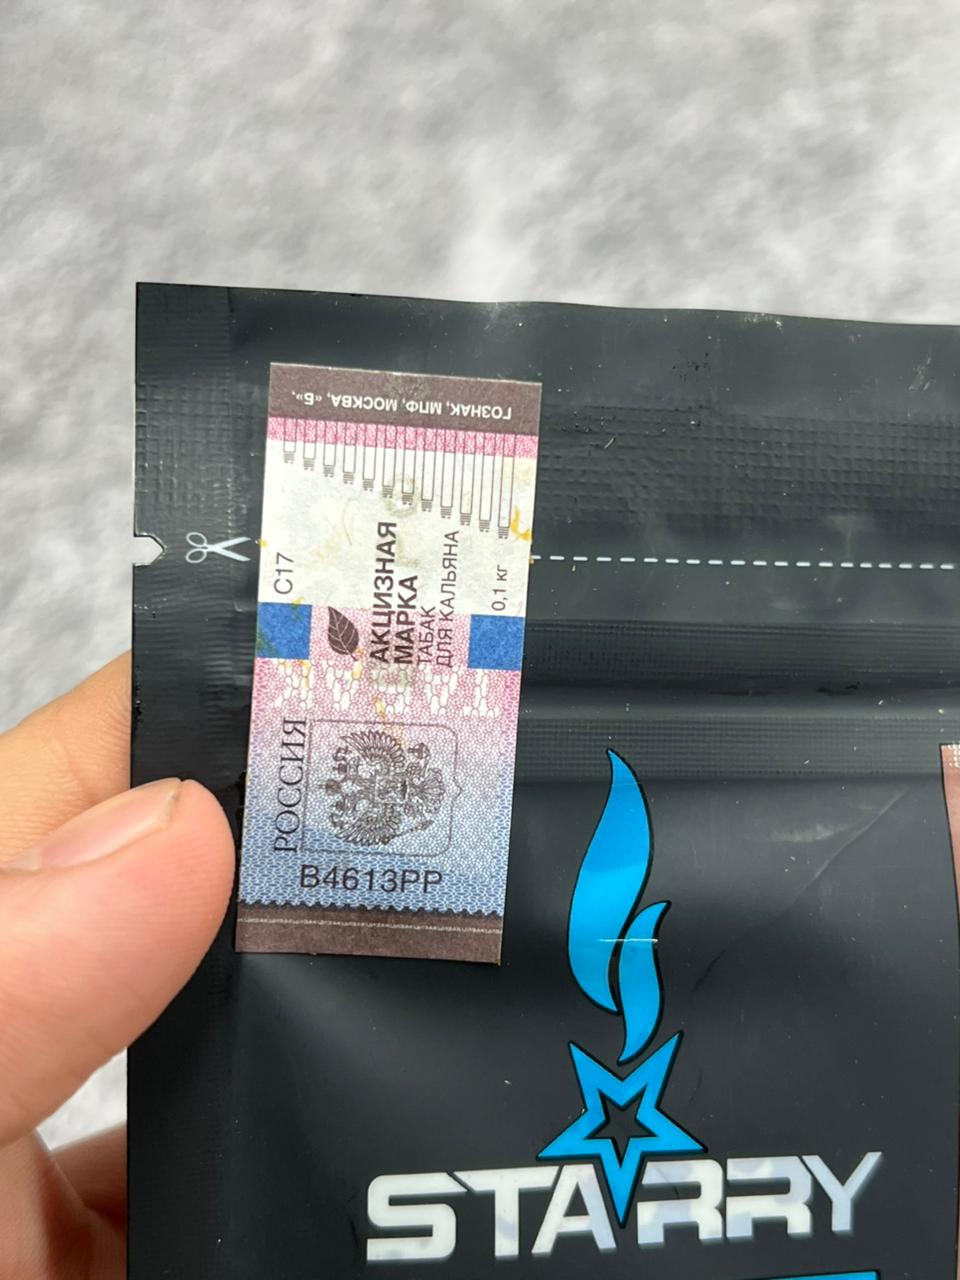 ГОЗНАК, МПФ, МОСКВА, «Б».
С17
АКЦИЗНАЯ
МАРКА
ТАБАК
ДЛЯ КАЛЬЯНА
0,1 кг
РОССИЯ
В4613РР
STARRY